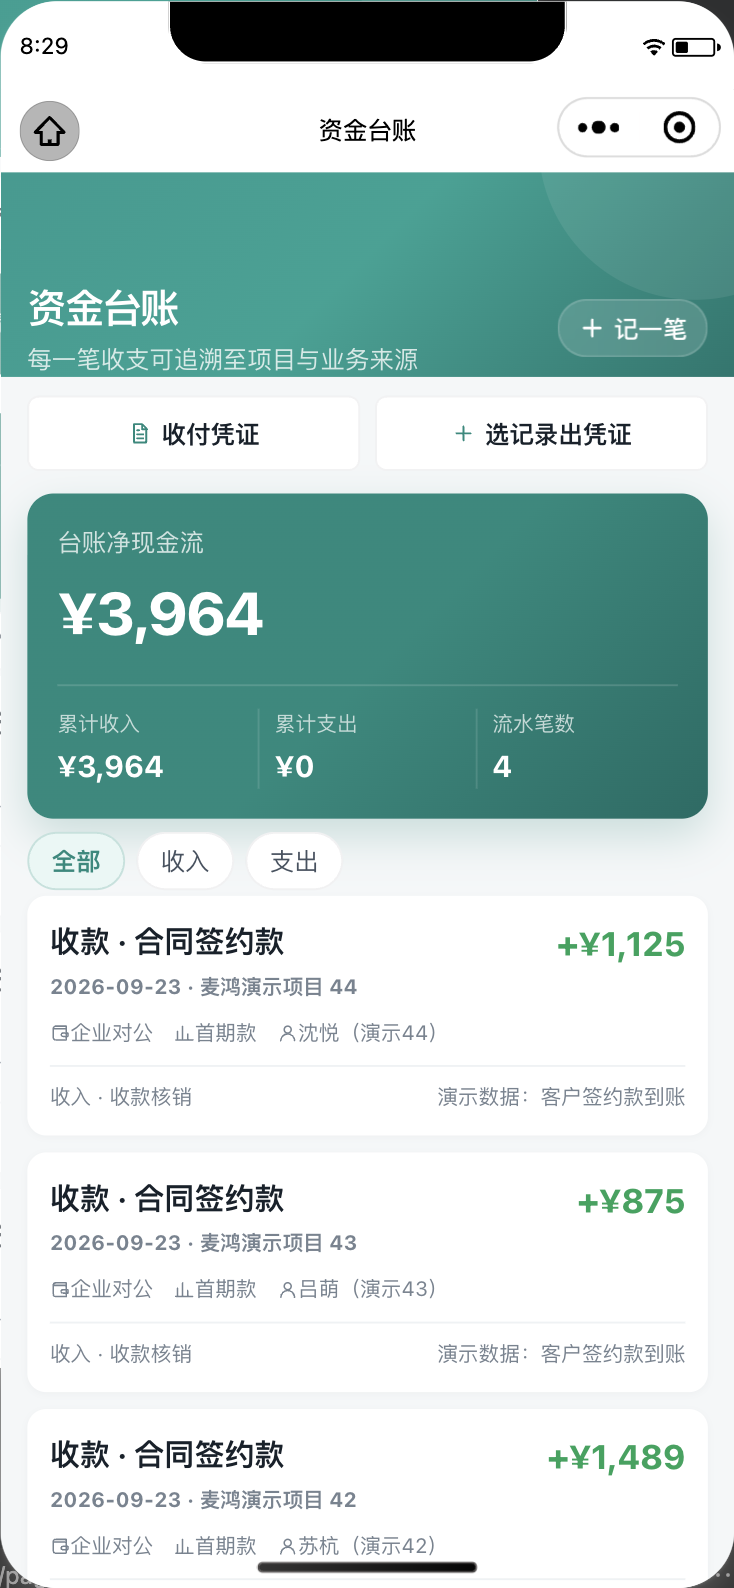 8:29
资金台账
资金台账
每一笔收支可追溯至项目与业务来源
记一笔
收付凭证
选记录出凭证
台账净现金流
¥3,964
累计收入 累计支出 流水笔数
¥3,964 ¥0 4
全部 收入 支出
收款 · 合同签约款 +¥1,125
2026-09-23 · 麦鸿演示项目 44
企业对公 首期款 沈悦（演示44）
收入 · 收款核销 演示数据：客户签约款到账
收款 · 合同签约款 +¥875
2026-09-23 · 麦鸿演示项目 43
企业对公 首期款 吕萌（演示43）
收入 · 收款核销 演示数据：客户签约款到账
收款 · 合同签约款 +¥1,489
2026-09-23 · 麦鸿演示项目 42
企业对公 首期款 苏杭（演示42）